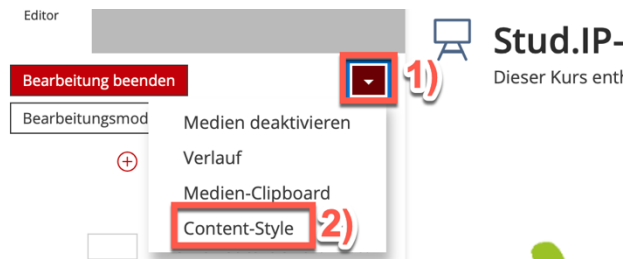 Editor
Stud.IP-
Bearbeitung beenden
1)
Dieser Kurs enth
Bearbeitungsmod
Medien deaktivieren
Verlauf
Medien-Clipboard
Content-Style
2)